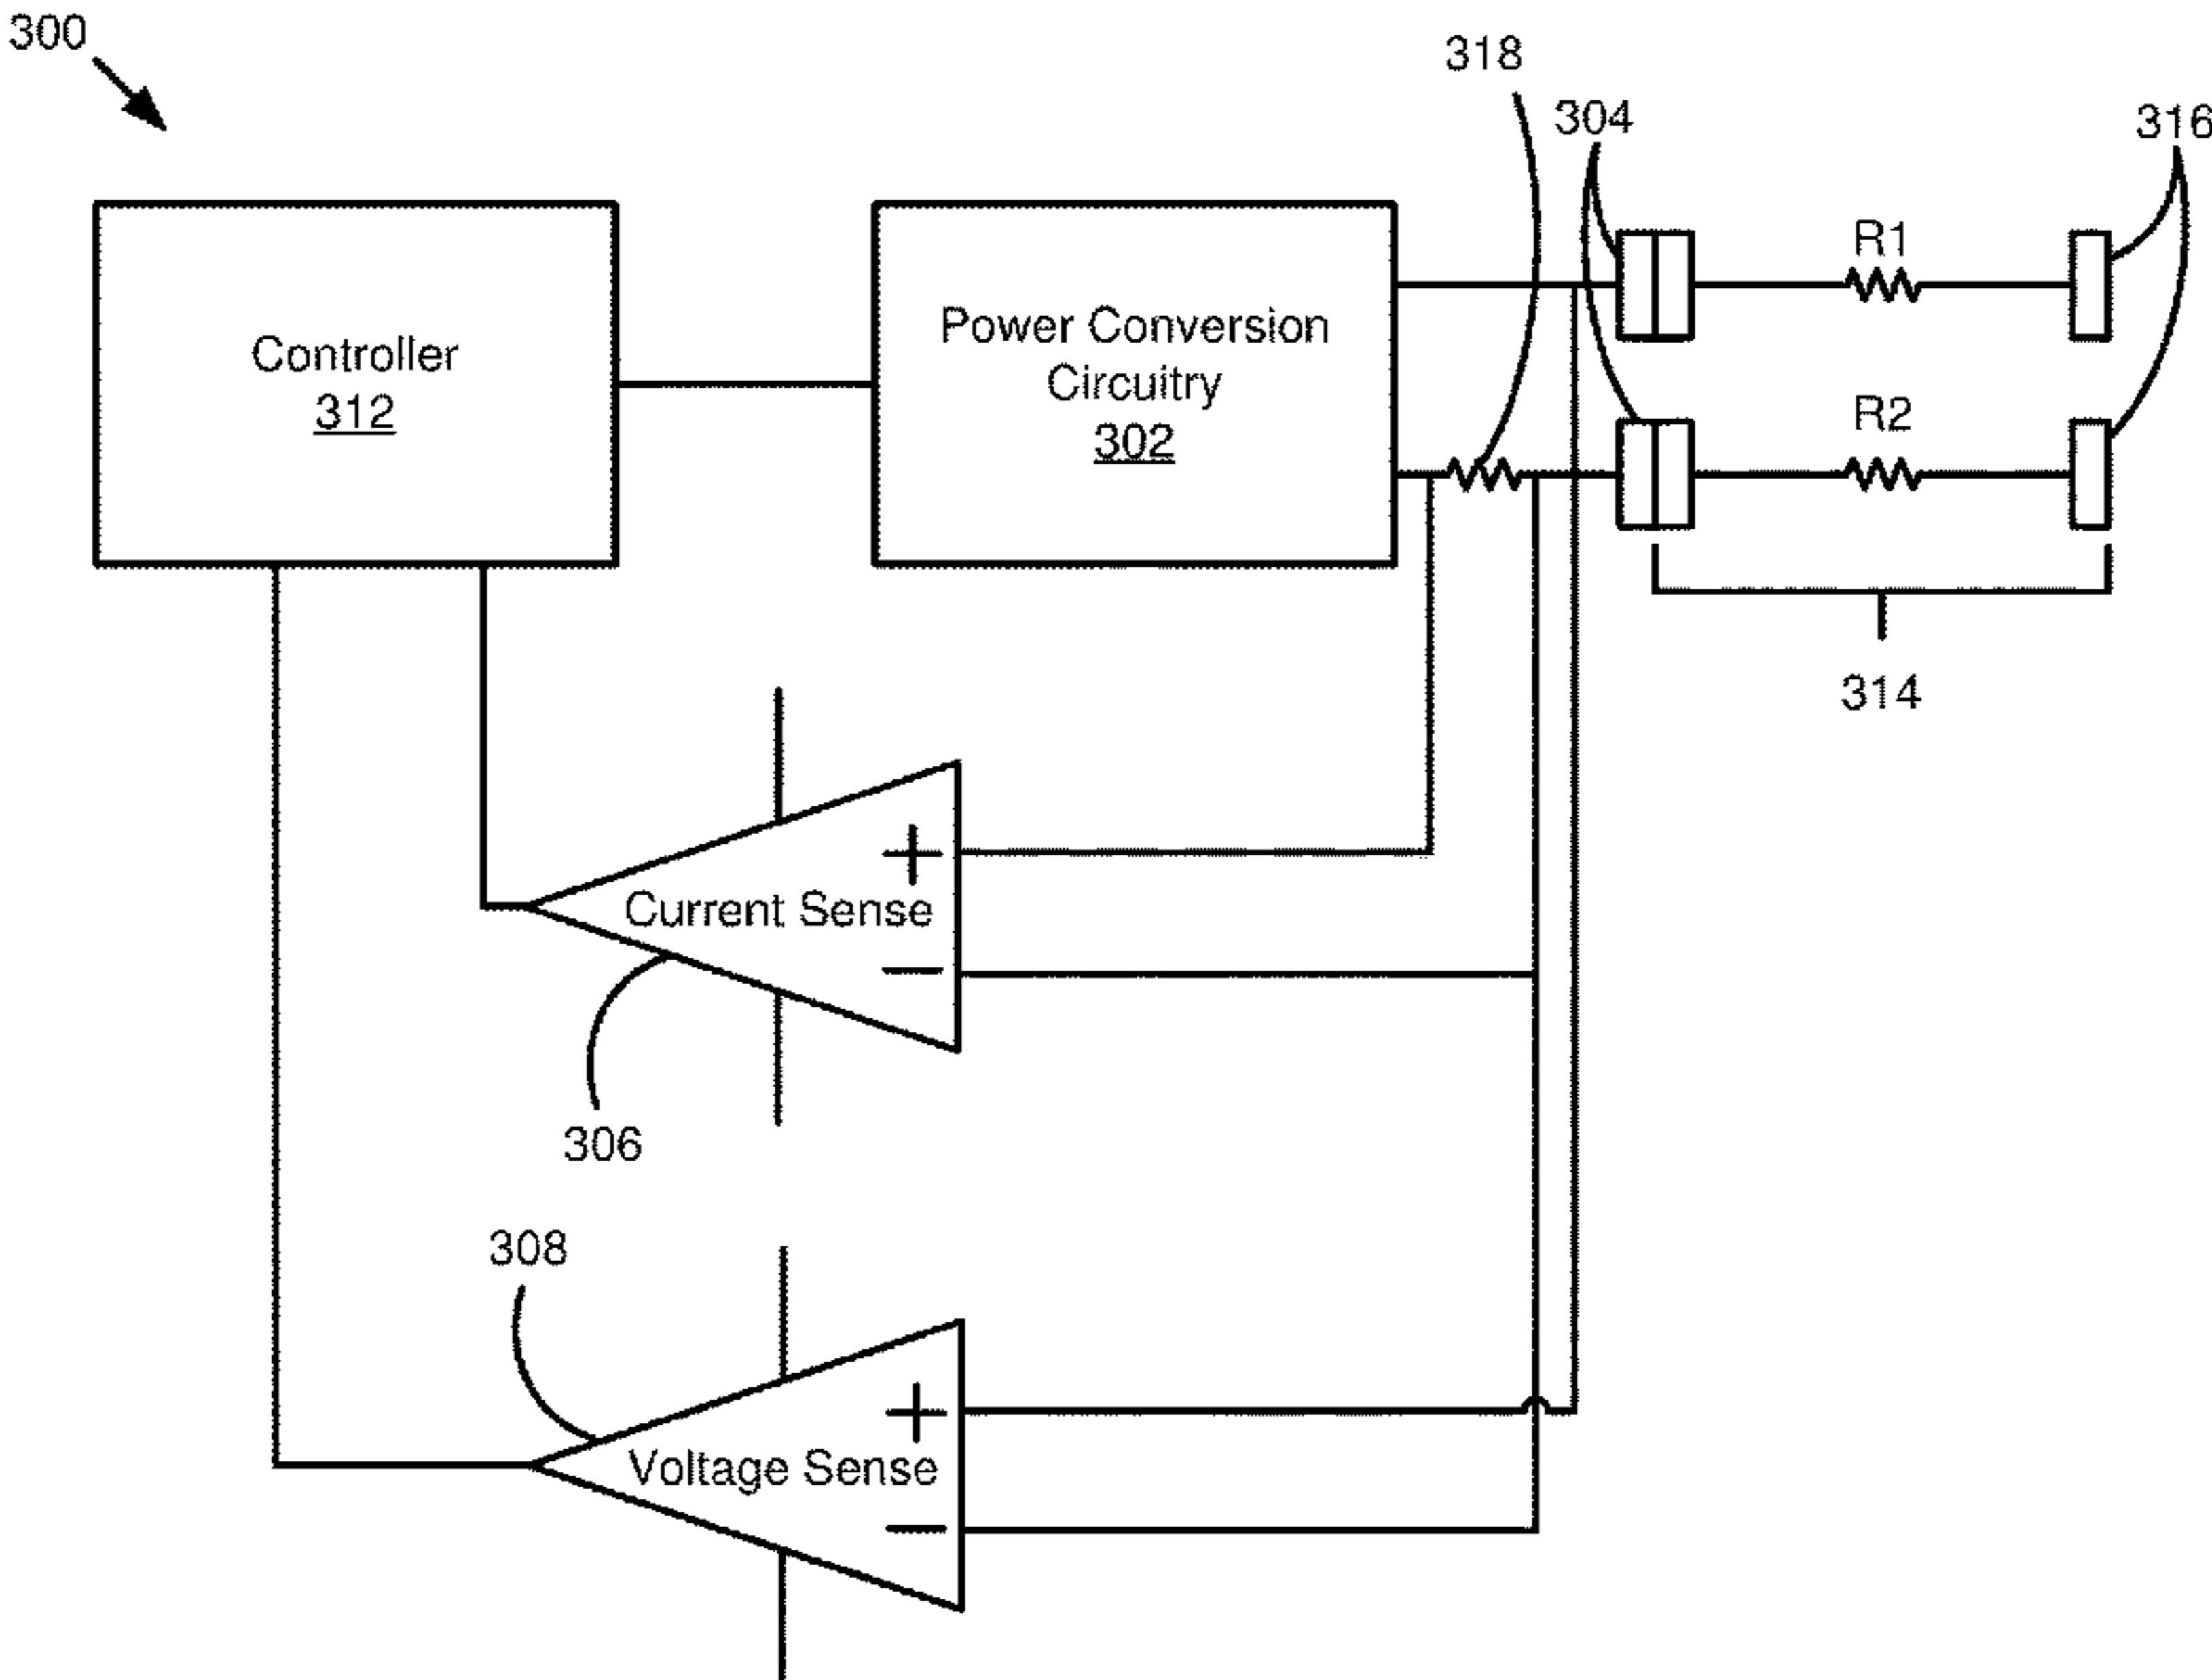 300
318
304
316
R1
Controller
312
Power Conversion
Circuitry
302
R2
314
+
Current Sense
−
306
308
+
Voltage Sense
−